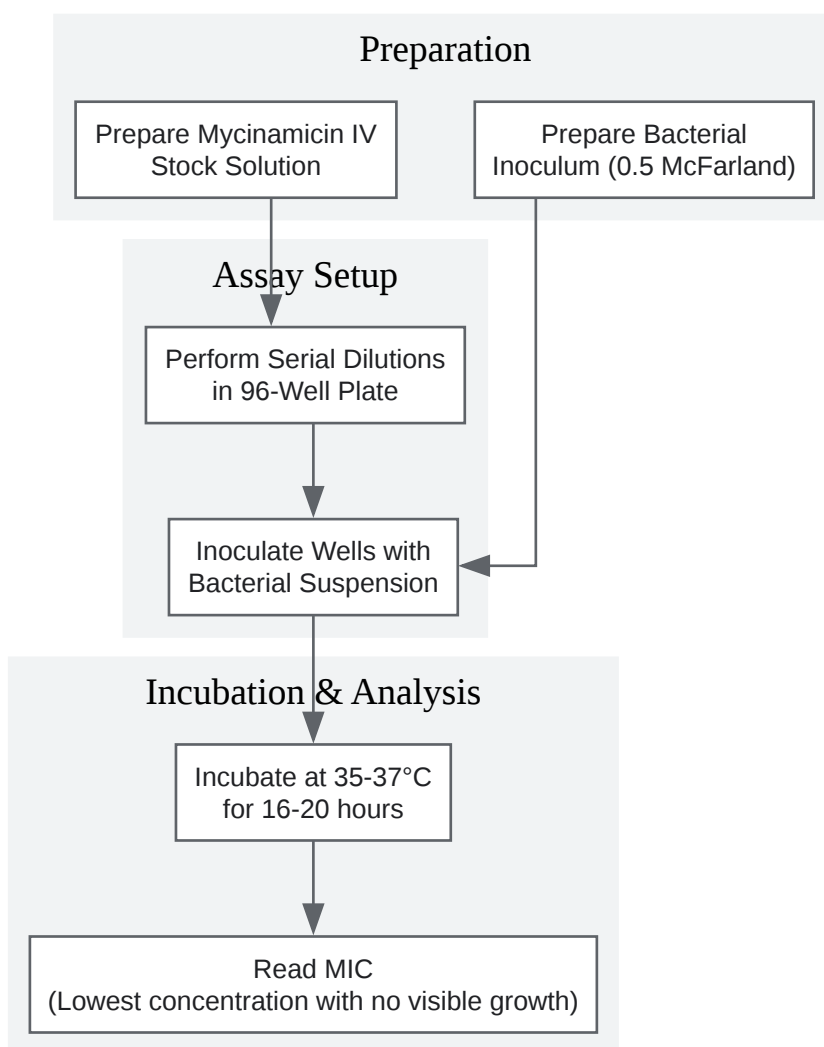 Preparation
Prepare Mycinamicin IV
Stock Solution
Prepare Bacterial
Inoculum (0.5 McFarland)
Assay Setup
Perform Serial Dilutions
in 96-Well Plate
Inoculate Wells with
Bacterial Suspension
Incubation & Analysis
Incubate at 35-37°C
for 16-20 hours
Read MIC
(Lowest concentration with no visible growth)